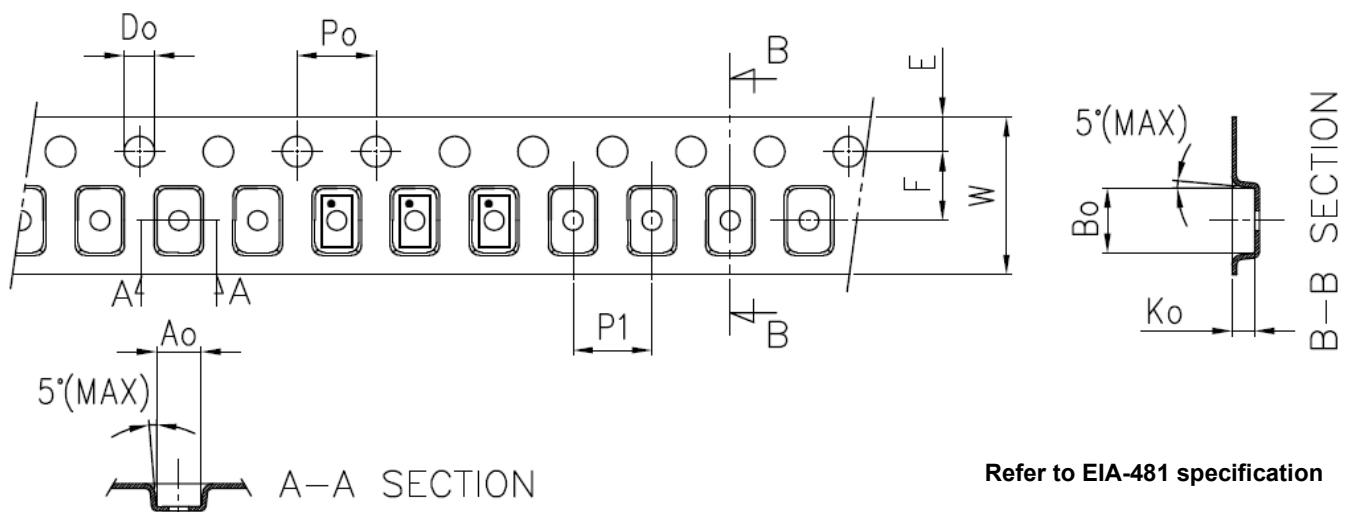 Do
Po
B
E
5°(MAX)
F
W
Bo
B-B SECTION
A
A
P1
B
Ko
Ao
5°(MAX)
A-A SECTION
Refer to EIA-481 specification